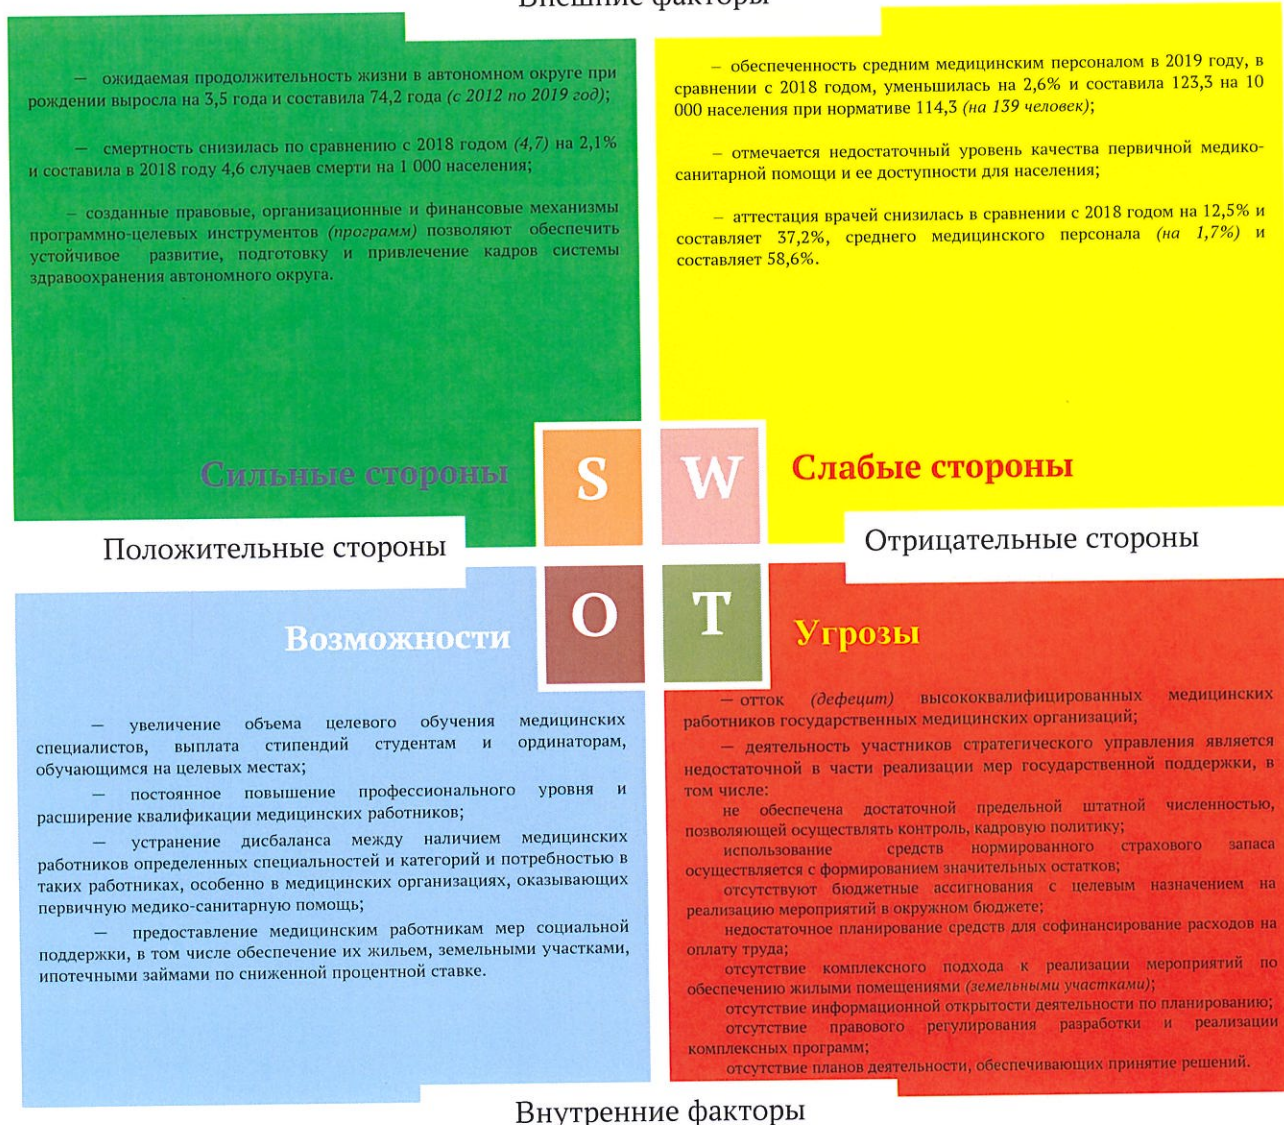 Внешние факторы
— ожидаемая продолжительность жизни в автономном округе при
рождении выросла на 3,5 года и составила 74,2 года (с 2012 по 2019 год);
— смертность снизилась по сравнению с 2018 годом (4,7) на 2,1%
и составила в 2018 году 4,6 случаев смерти на 1 000 населения;
– созданные правовые, организационные и финансовые механизмы
программно-целевых инструментов (программ) позволяют обеспечить
устойчивое развитие, подготовку и привлечение кадров системы
здравоохранения автономного округа.
Сильные стороны
S
– обеспеченность средним медицинским персоналом в 2019 году, в
сравнении с 2018 годом, уменьшилась на 2,6% и составила 123,3 на 10
000 населения при нормативе 114,3 (на 139 человек);
– отмечается недостаточный уровень качества первичной медико-
санитарной помощи и ее доступности для населения;
– аттестация врачей снизилась в сравнении с 2018 годом на 12,5% и
составляет 37,2%, среднего медицинского персонала (на 1,7%) и
составляет 58,6%.
W
Слабые стороны
Положительные стороны
Отрицательные стороны
Возможности
O
— увеличение объема целевого обучения медицинских
специалистов, выплата стипендий студентам и ординаторам,
обучающимся на целевых местах;
— постоянное повышение профессионального уровня и
расширение квалификации медицинских работников;
— устранение дисбаланса между наличием медицинских
работников определенных специальностей и категорий и потребностью в
таких работниках, особенно в медицинских организациях, оказывающих
первичную медико-санитарную помощь;
— предоставление медицинским работникам мер социальной
поддержки, в том числе обеспечение их жильем, земельными участками,
ипотечными займами по сниженной процентной ставке.
T
Угрозы
— отток (дефицит) высококвалифицированных медицинских
работников государственных медицинских организаций;
— деятельность участников стратегического управления является
недостаточной в части реализации мер государственной поддержки, в
том числе:
не обеспечена достаточной предельной штатной численностью,
позволяющей осуществлять контроль, кадровую политику;
использование средств нормированного страхового запаса
осуществляется с формированием значительных остатков;
отсутствуют бюджетные ассигнования с целевым назначением на
реализацию мероприятий в окружном бюджете;
недостаточное планирование средств для софинансирование расходов на
оплату труда;
отсутствие комплексного подхода к реализации мероприятий по
обеспечению жилыми помещениями (земельными участками);
отсутствие информационной открытости деятельности по планированию;
отсутствие правового регулирования разработки и реализации
комплексных программ;
отсутствие планов деятельности, обеспечивающих принятие решений.
Внутренние факторы